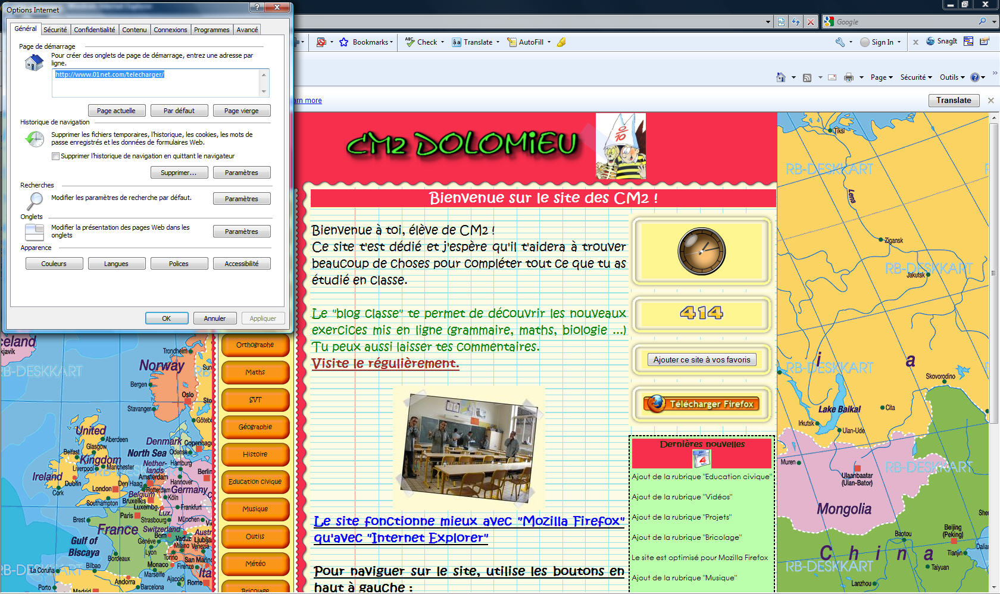 Options Internet
Général Sécurité Confidentialité Contenu Connexions Programmes Avancé
Page de démarrage
Pour créer des onglets de page de démarrage, entrez une adresse par
ligne.
http://www.01net.com/telecharger/
Page actuelle Par défaut Page vierge
Historique de navigation
Supprimer les fichiers temporaires, l'historique, les cookies, les mots de
passe enregistrés et les données de formulaires Web.
Supprimer l'historique de navigation en quittant le navigateur
Supprimer... Paramètres
Recherches
Modifier les paramètres de recherche par défaut.
Paramètres
Onglets
Modifier la présentation des pages Web dans les
onglets
Paramètres
Apparence
Couleurs Langues Polices Accessibilité
OK Annuler Appliquer
Google
Bookmarks Check Translate AutoFill Sign In SnagIt
Page Sécurité Outils
arn more
Translate
CM2 DOLOMIEU
Bienvenue sur le site des CM2 !
Bienvenue à toi, élève de CM2 !
Ce site t'est dédié et j'espère qu'il t'aidera à trouver
beaucoup de choses pour compléter tout ce que tu as
étudié en classe.
Le "blog classe" te permet de découvrir les nouveaux
exercices mis en ligne (grammaire, maths, biologie ...)
Tu peux aussi laisser tes commentaires.
Visite le régulièrement.
Le site fonctionne mieux avec "Mozilla Firefox"
qu'avec "Internet Explorer"
Pour naviguer sur le site, utilise les boutons en
haut à gauche :
Orthographe
Maths
SVT
Géographie
Histoire
Education civique
Musique
Outils
Météo
Bricolage
414
Ajouter ce site à vos favoris
Télécharger Firefox
Dernières nouvelles
Ajout de la rubrique "Education civique"
Ajout de la rubrique "Vidéos"
Ajout de la rubrique "Projets"
Ajout de la rubrique "Bricolage"
Le site est optimisé pour Mozilla Firefox
Ajout de la rubrique "Musique"
celand
kjavik
Trondheim
Norway
RB-DESKKART
Bergen
Oslo
Stavanger
United
Aberdeen
Glasgow
Denmark
Copenhagen
Belfast
North Sea
Odense
Kingdom
Nether-
lands
Hamburg
Liverpool
Manchester
Ireland
Amsterdam
Berlin
Dublin
Den Haag
Hannover
Cork
London
Rotterdam
Germany
Belgium
Köln
Southampton
Bruxelles
Luxembg.
Frankfurt
Paris
Lux.
Brest
Strasbourg
München
France
Switzerland
Bern
Vaduz
Gulf of
Biscaya
Genève
Lyon
Milano
Venezia
Bordeaux
Torino
San Marino
Bilbao
Monaco
Firenze
La Coruña
Marseille
Ajaccio
Rome
Andorra
Barcelona
Porto
Madrid
Tiksi
RB-DESKKART
Lena
Zigansk
RB-DESKKART
Jakutsk
i a
RB-DESKKART
Skovorodino
Lake Baikal
Cita
Irkutsk
Ulan-Ude
Muren
RB-DESKKART
Ulaanbaatar
(Ulan-Bator)
Mongolia
Beijing
(Peking)
Baotou
China
Tianjin
RB-DESKKART
Taiyuan
Lanzhou